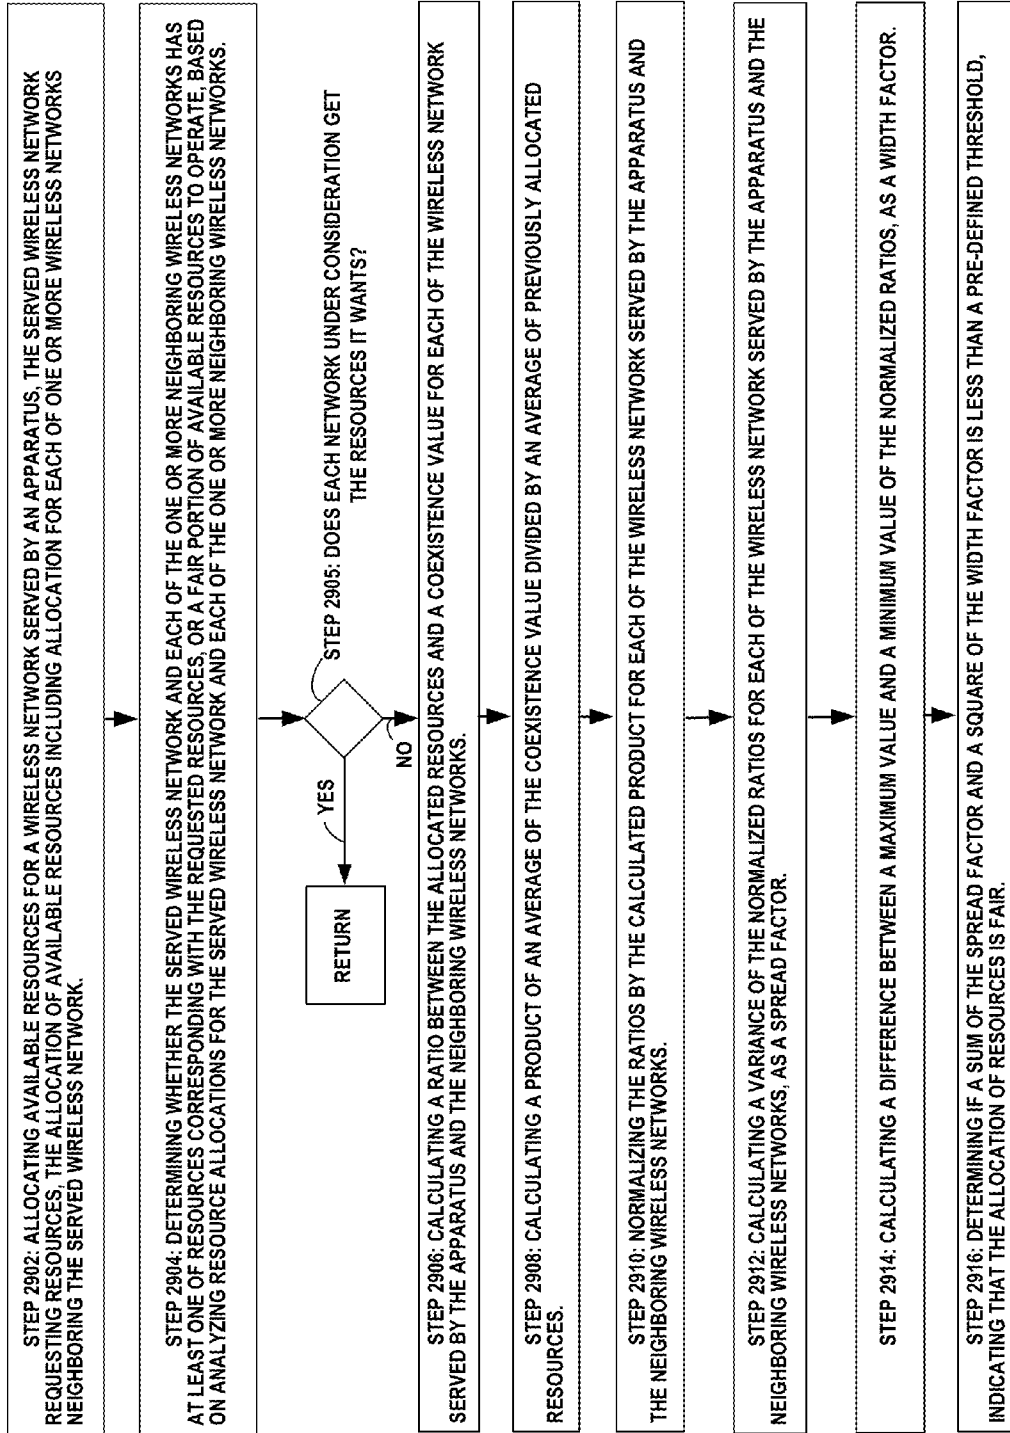 STEP 2902: ALLOCATING AVAILABLE RESOURCES FOR A WIRELESS NETWORK SERVED BY AN APPARATUS, THE SERVED WIRELESS NETWORK
REQUESTING RESOURCES, THE ALLOCATION OF AVAILABLE RESOURCES INCLUDING ALLOCATION FOR EACH OF ONE OR MORE WIRELESS NETWORKS
NEIGHBORING THE SERVED WIRELESS NETWORK.
STEP 2904: DETERMINING WHETHER THE SERVED WIRELESS NETWORK AND EACH OF THE ONE OR MORE NEIGHBORING WIRELESS NETWORKS HAS
AT LEAST ONE OF RESOURCES CORRESPONDING WITH THE REQUESTED RESOURCES, OR A FAIR PORTION OF AVAILABLE RESOURCES TO OPERATE, BASED
ON ANALYZING RESOURCE ALLOCATIONS FOR THE SERVED WIRELESS NETWORK AND EACH OF THE ONE OR MORE NEIGHBORING WIRELESS NETWORKS.
STEP 2905: DOES EACH NETWORK UNDER CONSIDERATION GET
THE RESOURCES IT WANTS?
YES
RETURN
NO
STEP 2906: CALCULATING A RATIO BETWEEN THE ALLOCATED RESOURCES AND A COEXISTENCE VALUE FOR EACH OF THE WIRELESS NETWORK
SERVED BY THE APPARATUS AND THE NEIGHBORING WIRELESS NETWORKS.
STEP 2908: CALCULATING A PRODUCT OF AN AVERAGE OF THE COEXISTENCE VALUE DIVIDED BY AN AVERAGE OF PREVIOUSLY ALLOCATED
RESOURCES.
STEP 2910: NORMALIZING THE RATIOS BY THE CALCULATED PRODUCT FOR EACH OF THE WIRELESS NETWORK SERVED BY THE APPARATUS AND
THE NEIGHBORING WIRELESS NETWORKS.
STEP 2912: CALCULATING A VARIANCE OF THE NORMALIZED RATIOS FOR EACH OF THE WIRELESS NETWORK SERVED BY THE APPARATUS AND THE
NEIGHBORING WIRELESS NETWORKS, AS A SPREAD FACTOR.
STEP 2914: CALCULATING A DIFFERENCE BETWEEN A MAXIMUM VALUE AND A MINIMUM VALUE OF THE NORMALIZED RATIOS, AS A WIDTH FACTOR.
STEP 2916: DETERMINING IF A SUM OF THE SPREAD FACTOR AND A SQUARE OF THE WIDTH FACTOR IS LESS THAN A PRE-DEFINED THRESHOLD,
INDICATING THAT THE ALLOCATION OF RESOURCES IS FAIR.